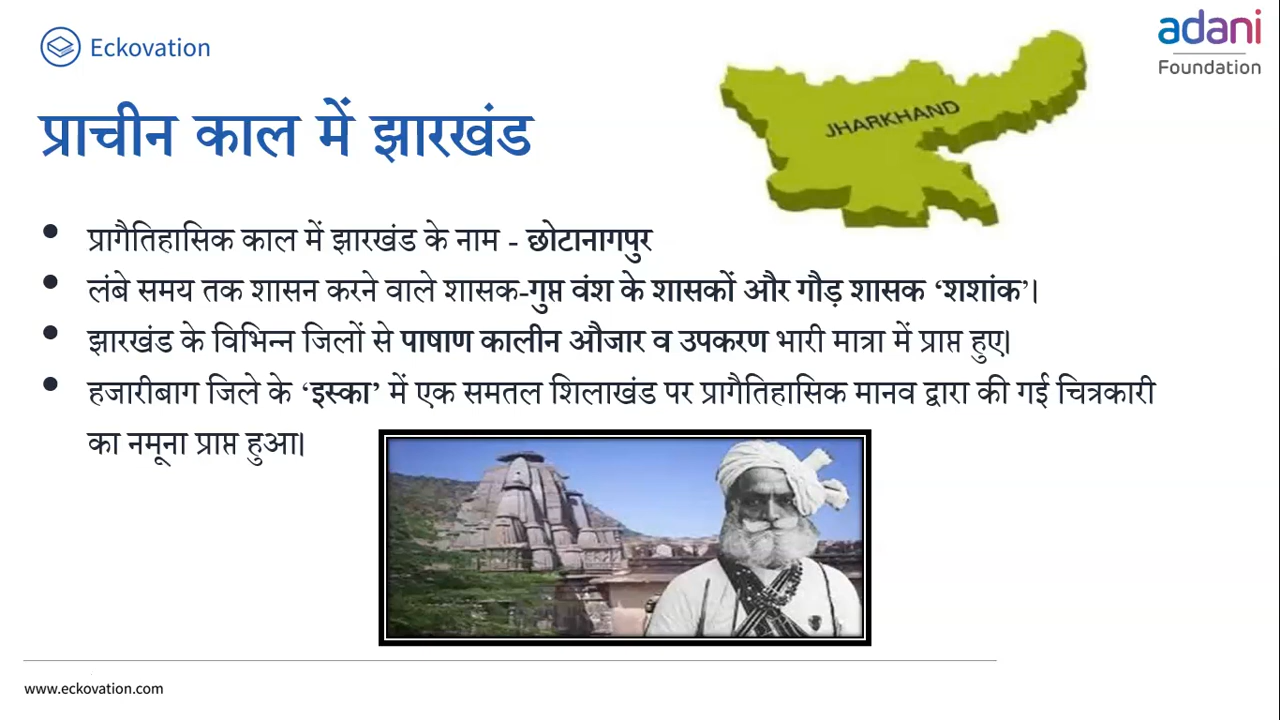 Eckovation
adani
Foundation
JHARKHAND
प्राचीन काल में झारखंड
• प्रागैतिहासिक काल में झारखंड के नाम - छोटानागपुर
• लंबे समय तक शासन करने वाले शासक-गुप्त वंश के शासकों और गौड़ शासक ‘शशांक’।
• झारखंड के विभिन्न जिलों से पाषाण कालीन औजार व उपकरण भारी मात्रा में प्राप्त हुए।
• हजारीबाग जिले के ‘इस्का’ में एक समतल शिलाखंड पर प्रागैतिहासिक मानव द्वारा की गई चित्रकारी
का नमूना प्राप्त हुआ।
www.eckovation.com